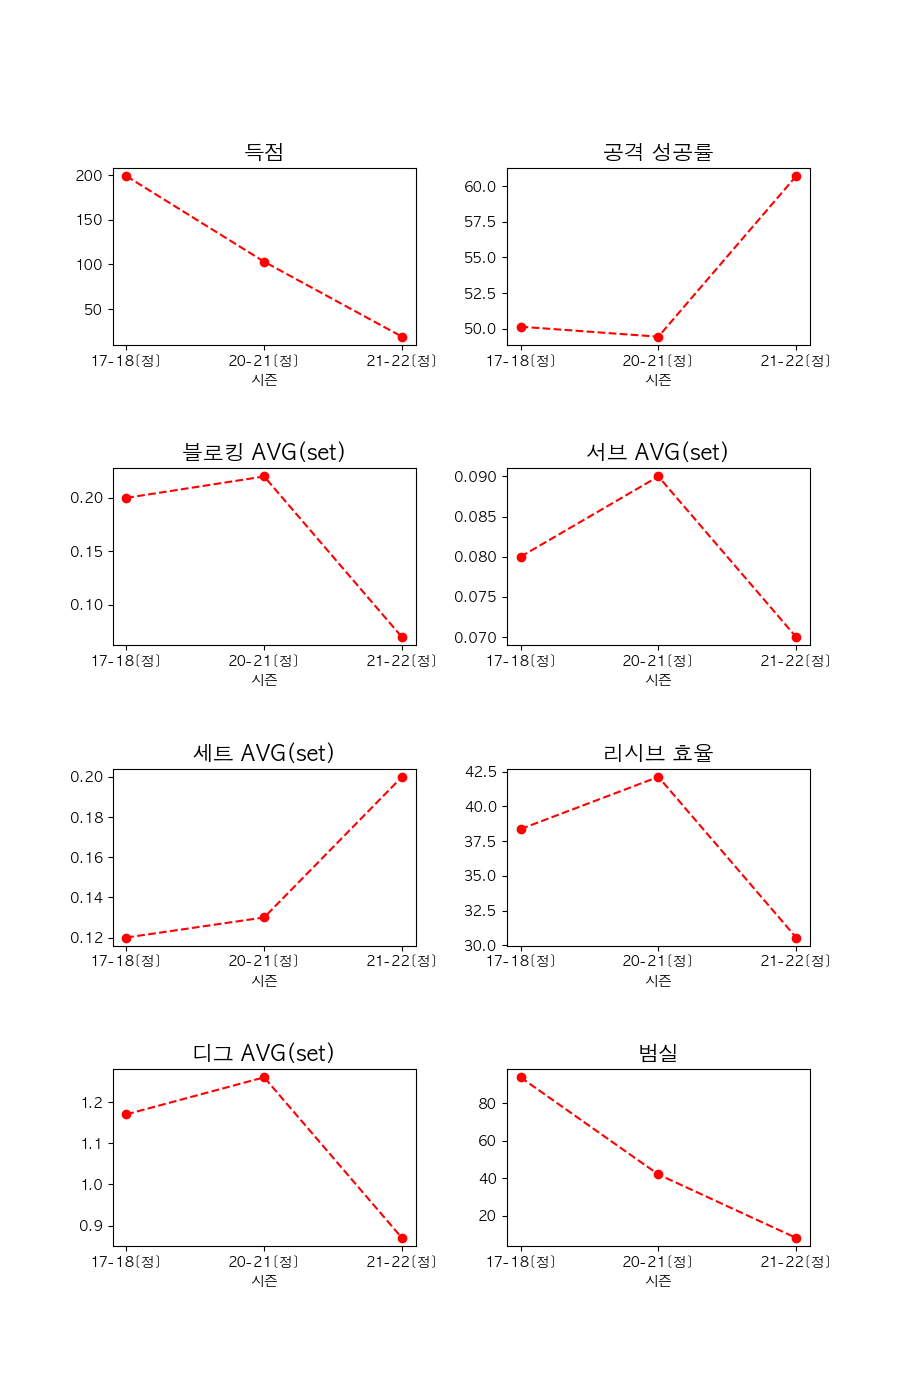 득점
200
150
100
50
17-18(정)
20-21(정)
21-22(정)
시즌
공격 성공률
60.0
57.5
55.0
52.5
50.0
17-18(정)
20-21(정)
21-22(정)
시즌
블로킹 AVG(set)
0.20
0.15
0.10
17-18(정)
20-21(정)
21-22(정)
시즌
서브 AVG(set)
0.090
0.085
0.080
0.075
0.070
17-18(정)
20-21(정)
21-22(정)
시즌
세트 AVG(set)
0.20
0.18
0.16
0.14
0.12
17-18(정)
20-21(정)
21-22(정)
시즌
리시브 효율
42.5
40.0
37.5
35.0
32.5
30.0
17-18(정)
20-21(정)
21-22(정)
시즌
디그 AVG(set)
1.2
1.1
1.0
0.9
17-18(정)
20-21(정)
21-22(정)
시즌
범실
80
60
40
20
17-18(정)
20-21(정)
21-22(정)
시즌